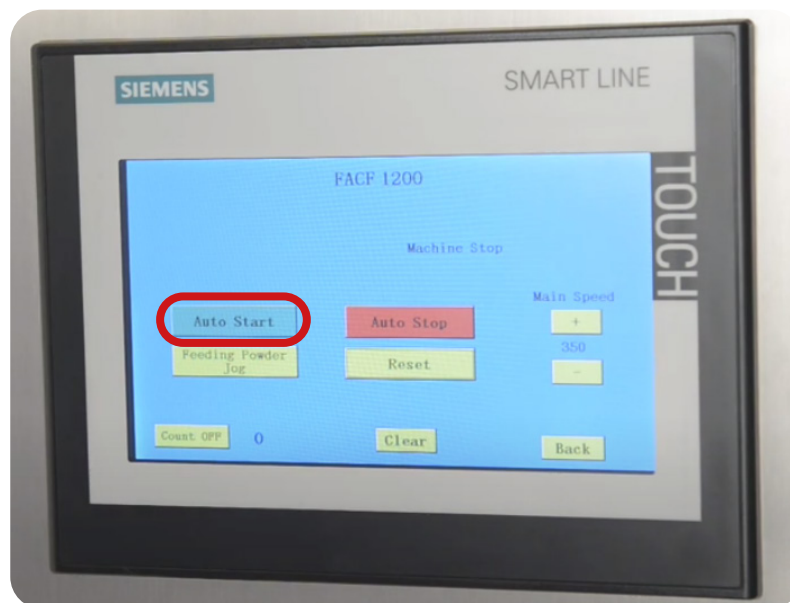 SIEMENS
SMART LINE
TOUCH
FACF 1200
Machine Stop
Main Speed
Auto Start
Auto Stop
+
350
Feeding Powder
Jog
Reset
-
Count OFF
0
Clear
Back